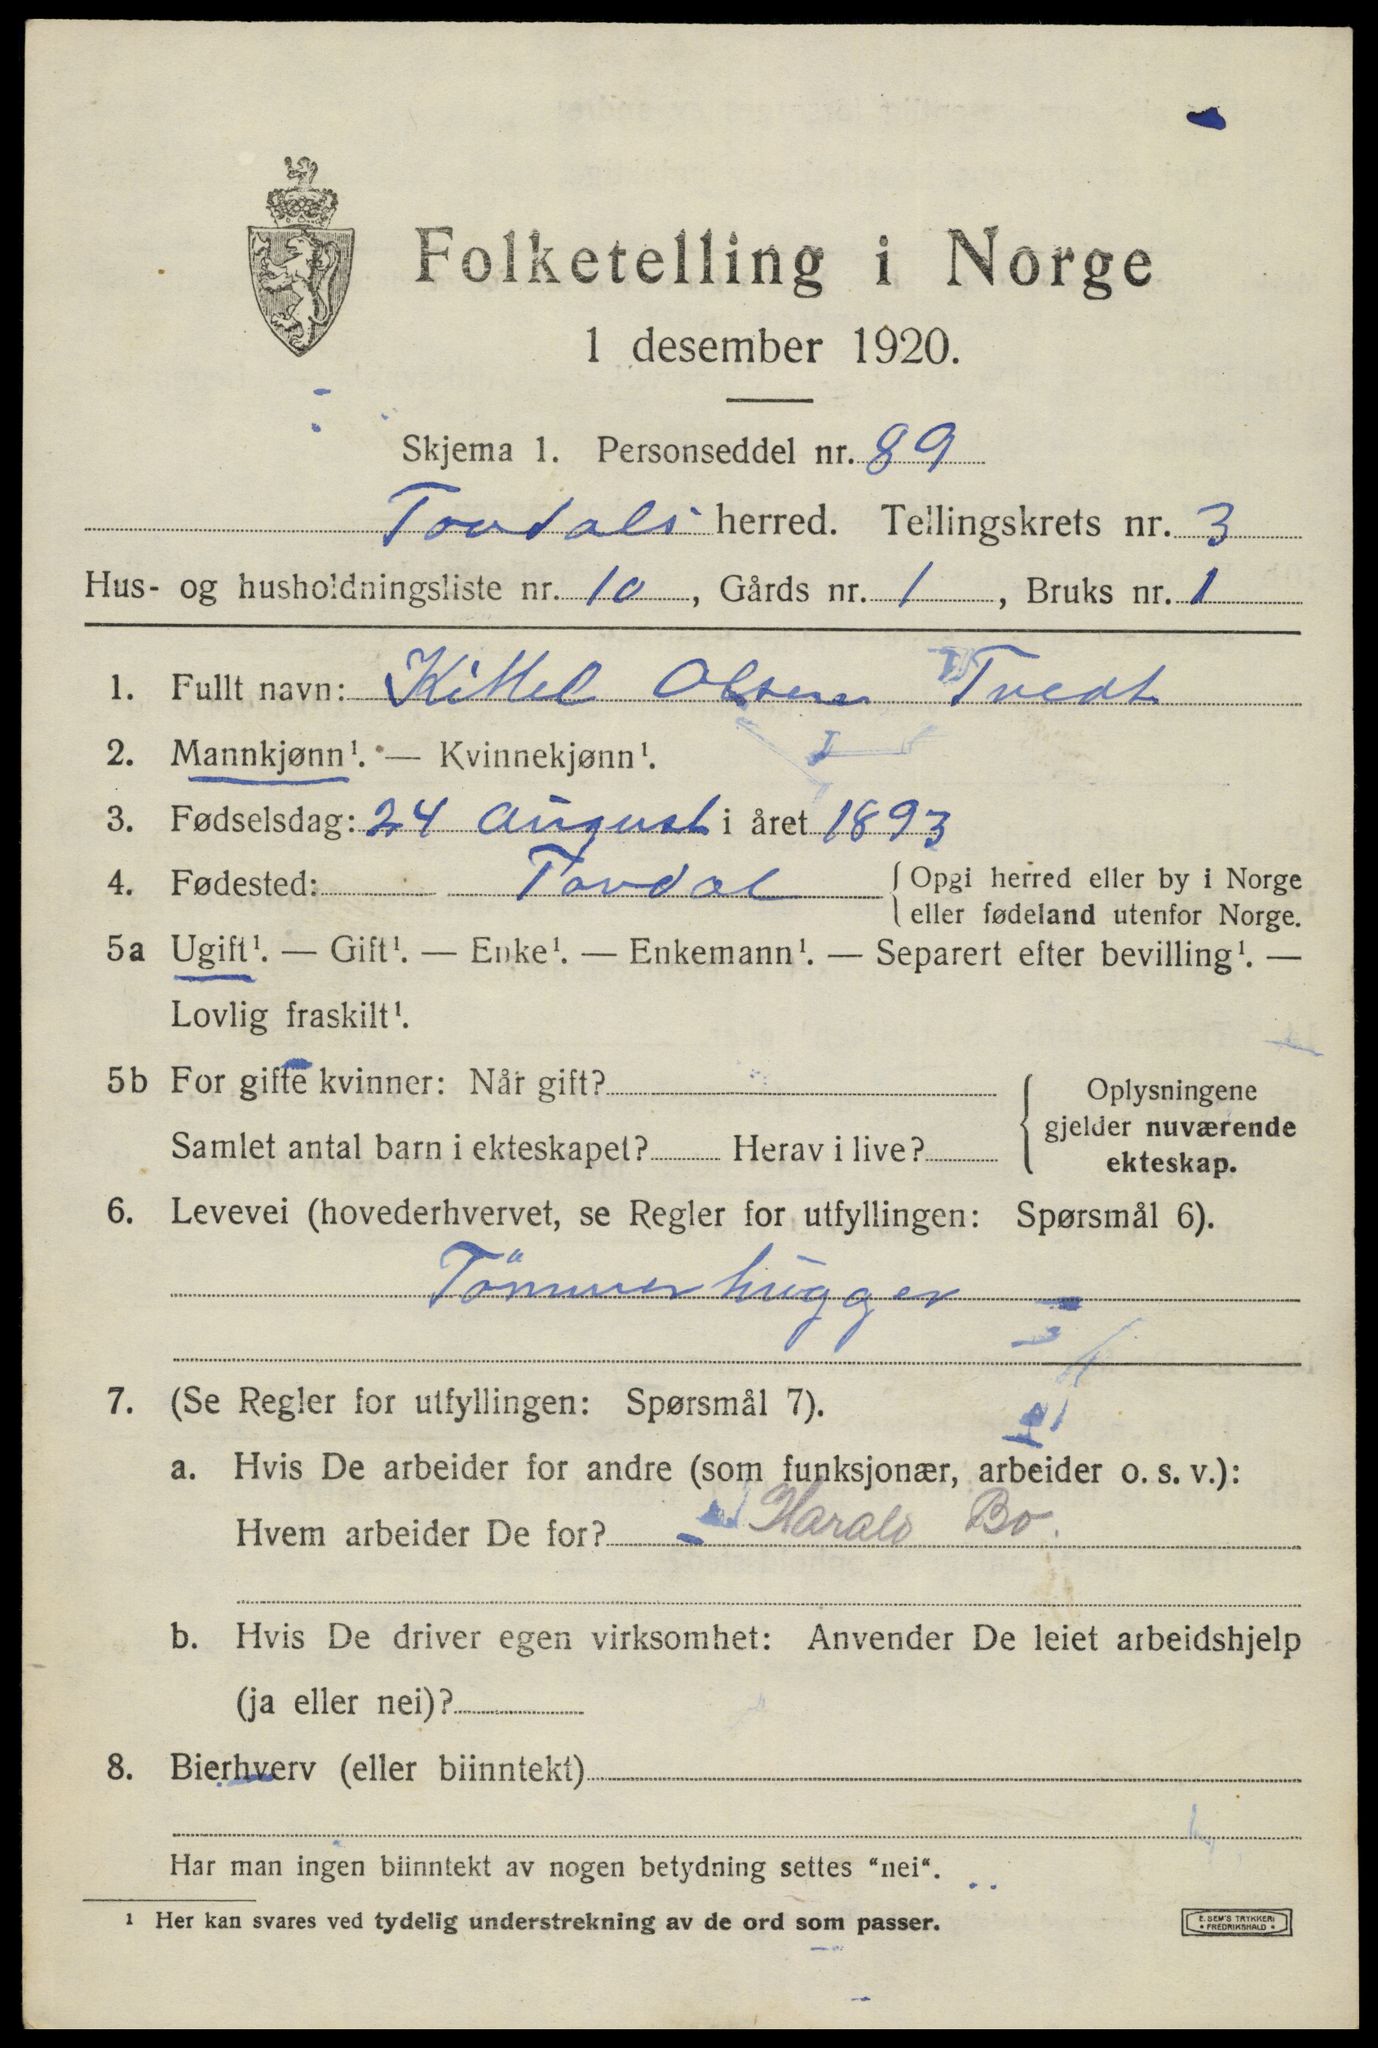 Folketelling i Norge
1 desember 1920.
Skjema 1. Personseddel nr. 89
Tovdals herred. Tellingskrets nr. 3
Hus- og husholdningsliste nr. 10, Gårds nr. 1, Bruks nr. 1
1. Fullt navn: Kittel Olsen Tvedt
2. Mannkjønn¹. — Kvinnekjønn¹.
3. Fødselsdag: 24 august i året 1893
4. Fødested: Tovdal { Opgi herred eller by i Norge
eller fødeland utenfor Norge.
5a Ugift¹. — Gift¹. — Enke¹. — Enkemann¹. — Separert efter bevilling¹. —
Lovlig fraskilt¹.
5b For gifte kvinner: Når gift?
Samlet antal barn i ekteskapet? Herav i live?
{ Oplysningene
gjelder nuværende
ekteskap.
6. Levevei (hovederhvervet, se Regler for utfyllingen: Spørsmål 6).
Tömmerhugger
7. (Se Regler for utfyllingen: Spørsmål 7).
a. Hvis De arbeider for andre (som funksjonær, arbeider o. s. v.):
Hvem arbeider De for? Harald Bo.
b. Hvis De driver egen virksomhet: Anvender De leiet arbeidshjelp
(ja eller nei)?
8. Bierhverv (eller biinntekt)
Har man ingen biinntekt av nogen betydning settes “nei“.
¹ Her kan svares ved tydelig understrekning av de ord som passer.
E. SEM'S TRYKKERI
* FREDRIKSHALD *